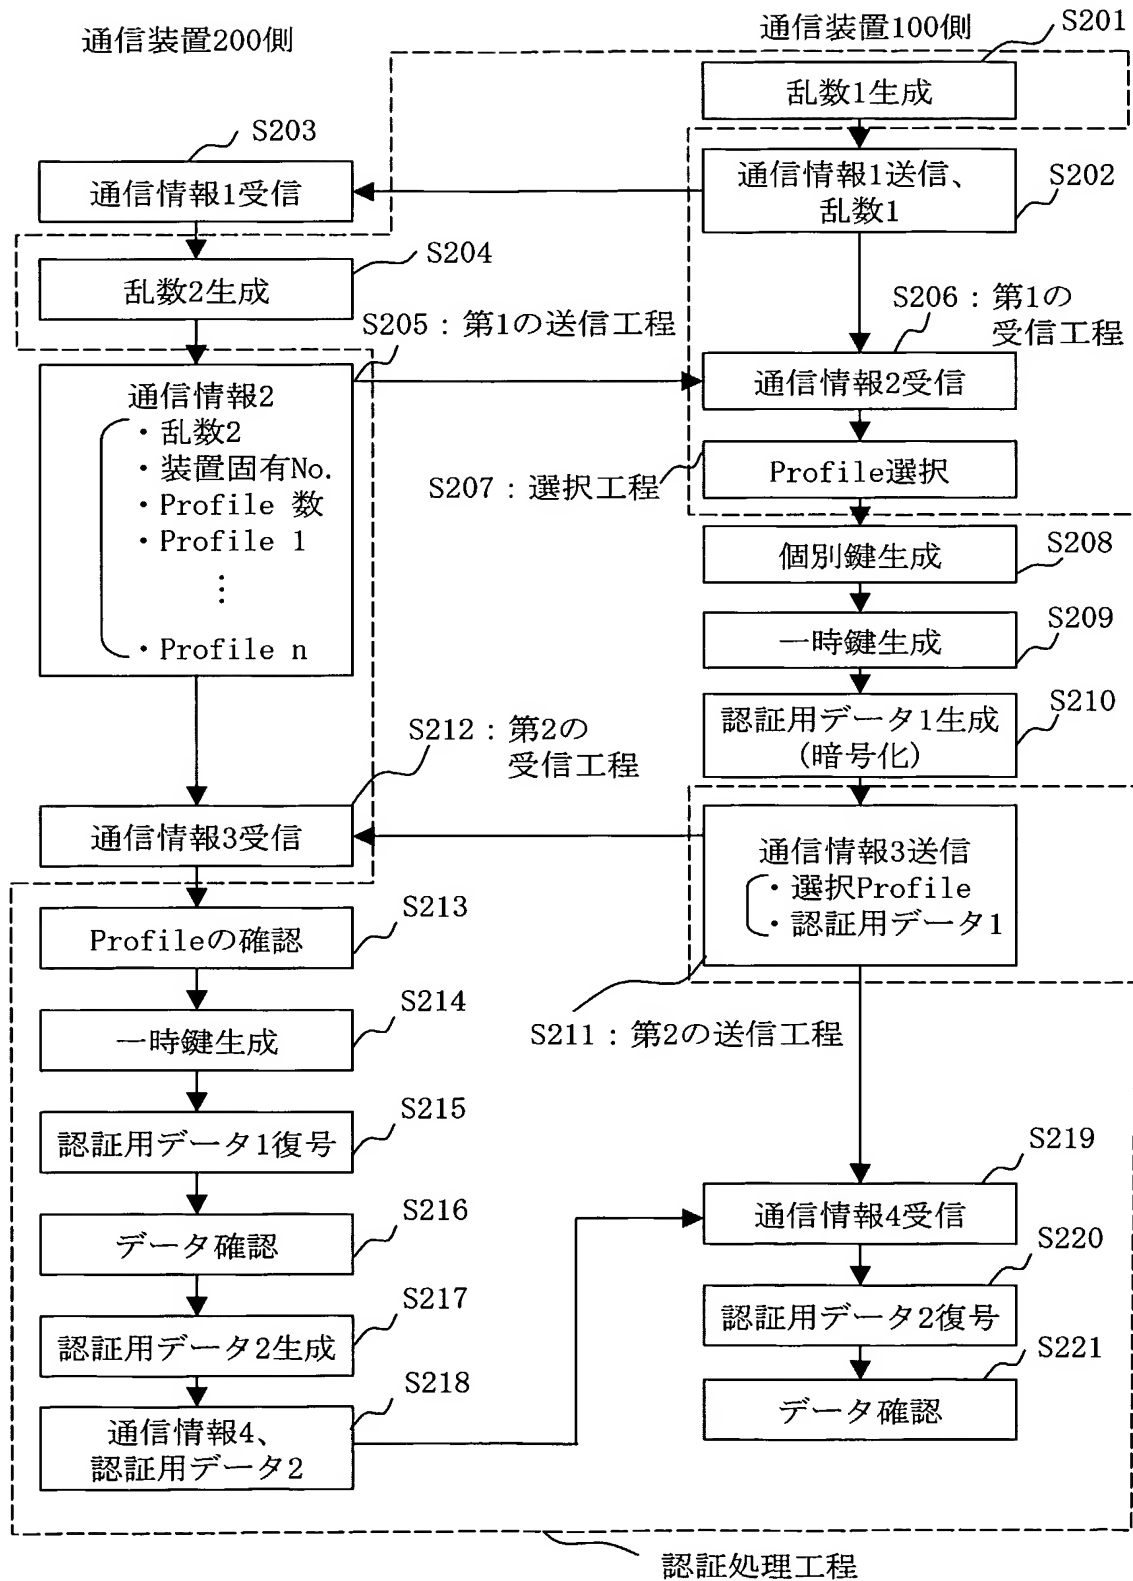 通信装置200側
通信装置100側
S201
乱数1生成
S203
通信情報1受信
通信情報1送信、
乱数1
S202
S204
乱数2生成
S205：第1の送信工程
S206：第1の
受信工程
通信情報2
・乱数2
・装置固有No.
・Profile 数
・Profile 1
⋮
・Profile n
通信情報2受信
S207：選択工程
Profile選択
S208
個別鍵生成
S209
一時鍵生成
S210
認証用データ1生成
(暗号化)
S212：第2の
受信工程
通信情報3受信
通信情報3送信
・選択Profile
・認証用データ1
S211：第2の送信工程
S213
Profileの確認
S214
一時鍵生成
S215
認証用データ1復号
S216
データ確認
S217
認証用データ2生成
S218
通信情報4、
認証用データ2
S219
通信情報4受信
S220
認証用データ2復号
S221
データ確認
認証処理工程